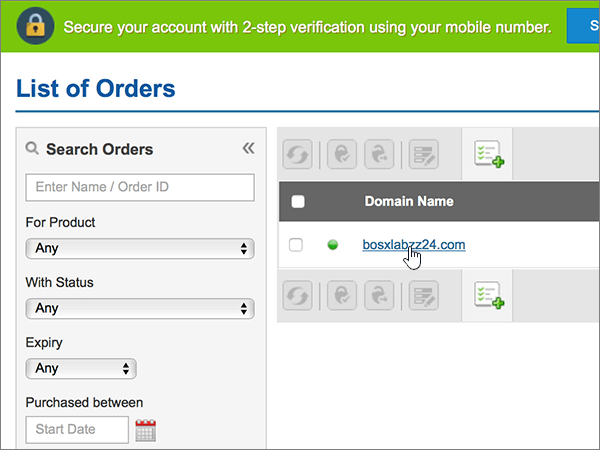 Secure your account with 2-step verification using your mobile number.
S
List of Orders
Search Orders
Enter Name / Order ID
For Product
Any
With Status
Any
Expiry
Any
Purchased between
Start Date
Domain Name
bosxlabzz24.com